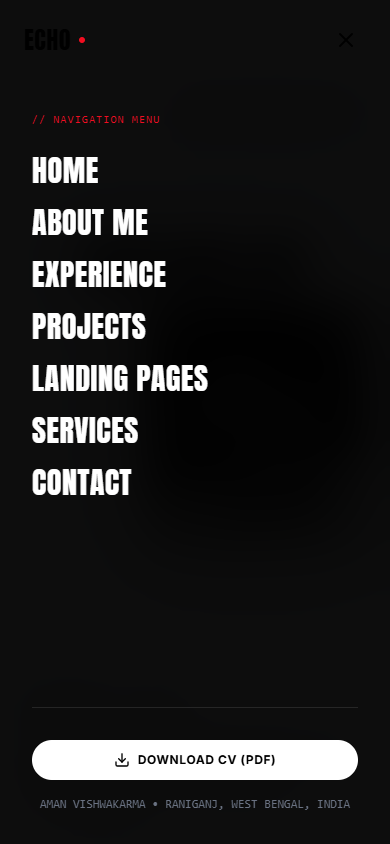 ECHO
// NAVIGATION MENU
HOME
ABOUT ME
EXPERIENCE
PROJECTS
LANDING PAGES
SERVICES
CONTACT
DOWNLOAD CV (PDF)
AMAN VISHWAKARMA • RANIGANJ, WEST BENGAL, INDIA